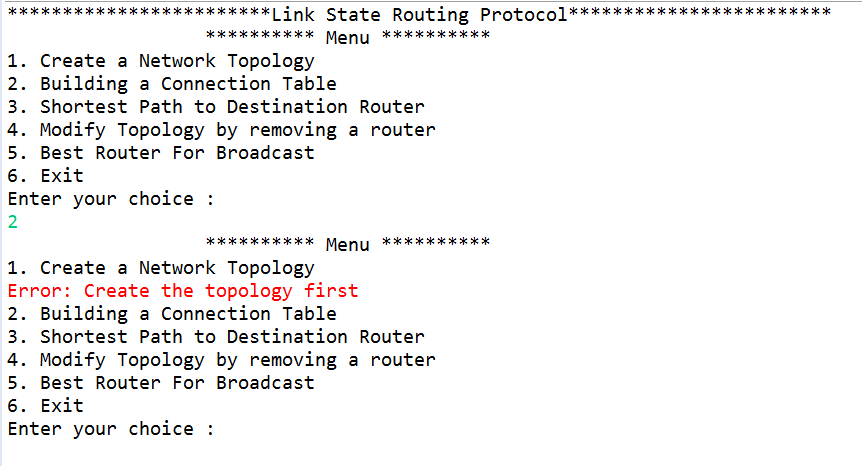 ************************Link State Routing Protocol************************
********** Menu **********
1. Create a Network Topology
2. Building a Connection Table
3. Shortest Path to Destination Router
4. Modify Topology by removing a router
5. Best Router For Broadcast
6. Exit
Enter your choice :
2
********** Menu **********
1. Create a Network Topology
Error: Create the topology first
2. Building a Connection Table
3. Shortest Path to Destination Router
4. Modify Topology by removing a router
5. Best Router For Broadcast
6. Exit
Enter your choice :